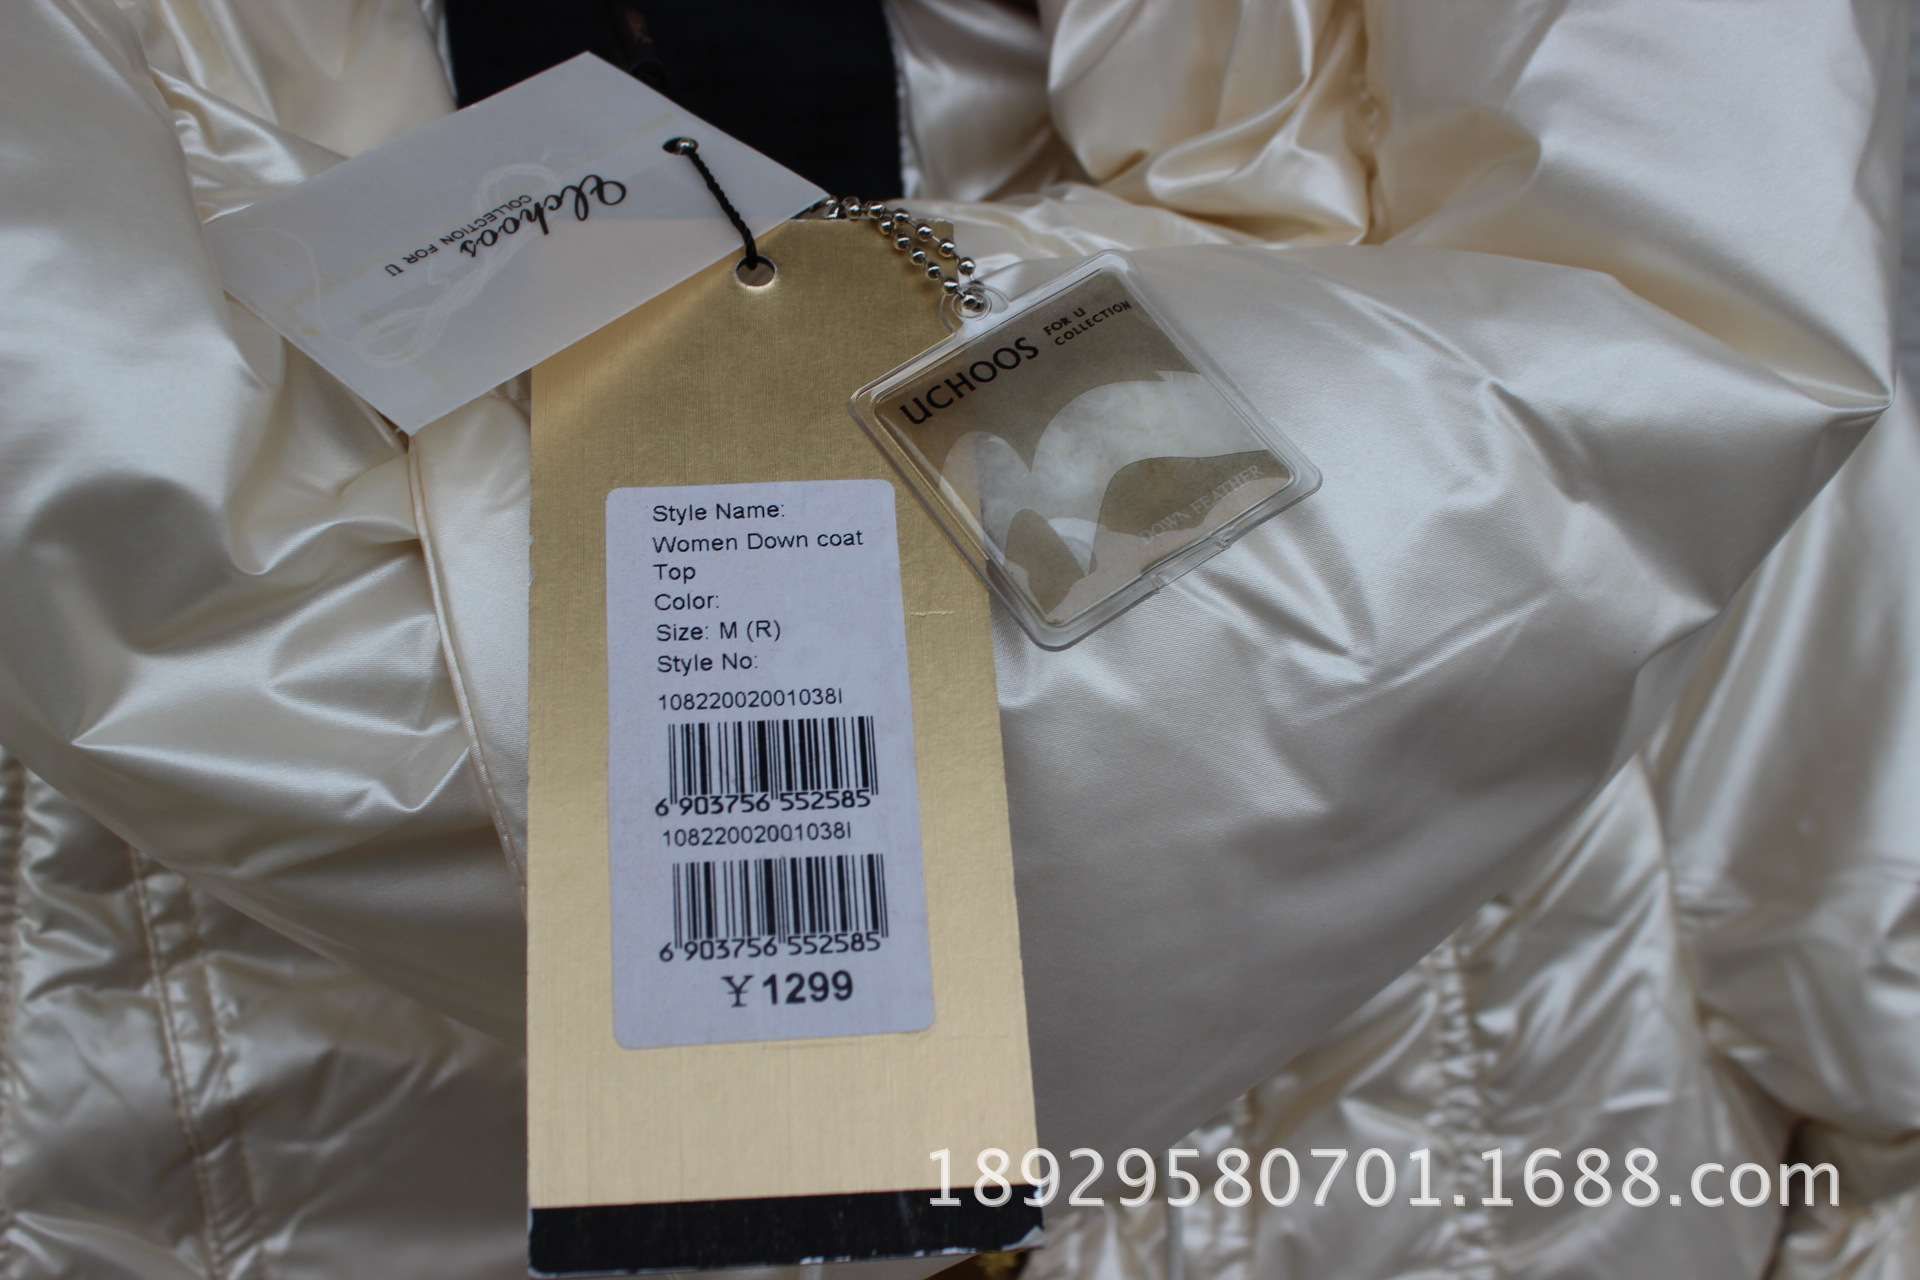 Uchoos
COLLECTION FOR U
UCHOOS
FOR U
COLLECTION
DOWN FEATHER
Style Name:
Women Down coat
Top
Color:
Size: M (R)
Style No:
10822002001038I
6 903756 552585
10822002001038I
6 903756 552585
¥ 1299
18929580701.1688.com